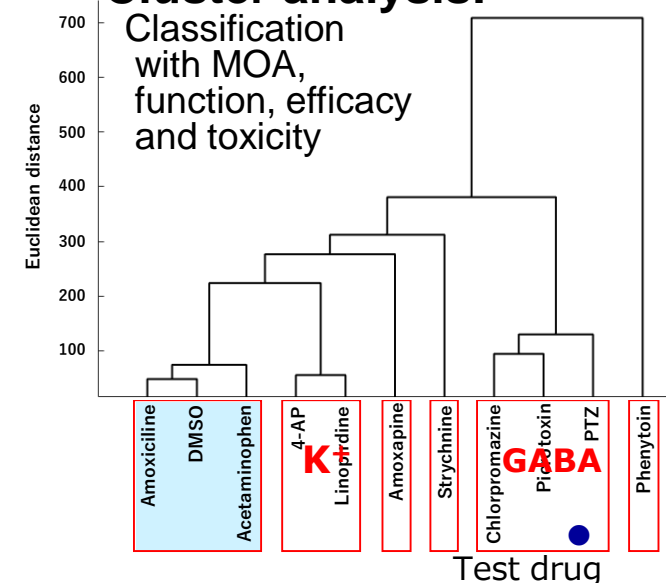 Cluster analysis:
Classification
with MOA,
function, efficacy
and toxicity
Euclidean distance
700
600
500
400
300
200
100
Amoxiciline
DMSO
Acetaminophen
4-AP
Linopirdine
K+
Amoxapine
Strychnine
Chlorpromazine
Picrotoxin
PTZ
GABA
Phenytoin
Test drug